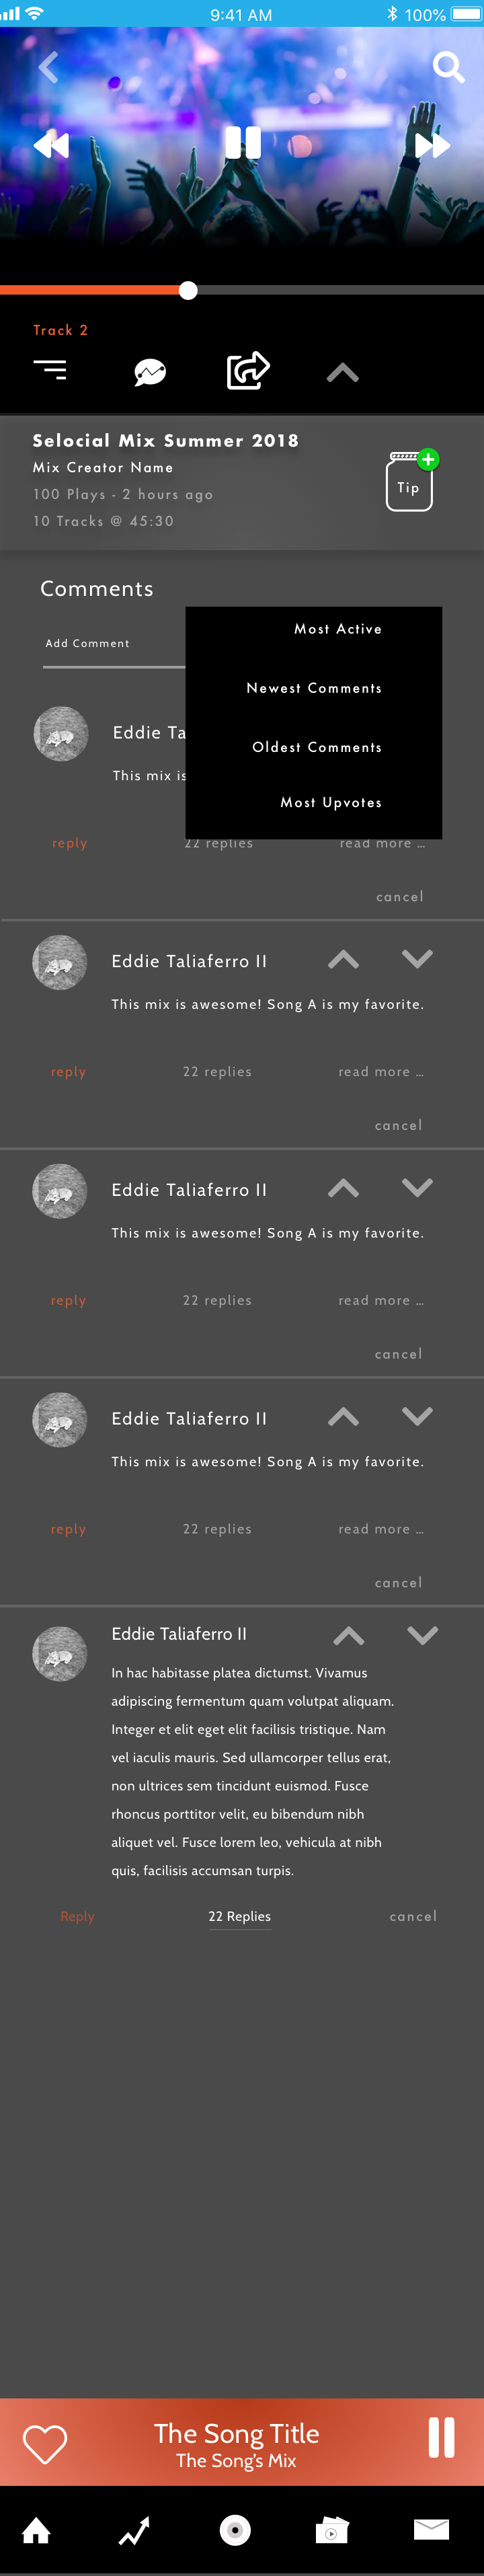 9:41 AM 100%
Track 2
Selocial Mix Summer 2018
Mix Creator Name
100 Plays - 2 hours ago
10 Tracks @ 45:30
Tip
Comments
Add Comment
Most Active
Newest Comments
Oldest Comments
Most Upvotes
Eddie Ta
This mix is
reply 22 replies read more ...
cancel
Eddie Taliaferro II
This mix is awesome! Song A is my favorite.
reply 22 replies read more ...
cancel
Eddie Taliaferro II
This mix is awesome! Song A is my favorite.
reply 22 replies read more ...
cancel
Eddie Taliaferro II
This mix is awesome! Song A is my favorite.
reply 22 replies read more ...
cancel
Eddie Taliaferro II
In hac habitasse platea dictumst. Vivamus
adipiscing fermentum quam volutpat aliquam.
Integer et elit eget elit facilisis tristique. Nam
vel iaculis mauris. Sed ullamcorper tellus erat,
non ultrices sem tincidunt euismod. Fusce
rhoncus porttitor velit, eu bibendum nibh
aliquet vel. Fusce lorem leo, vehicula at nibh
quis, facilisis accumsan turpis.
Reply 22 Replies cancel
The Song Title
The Song's Mix